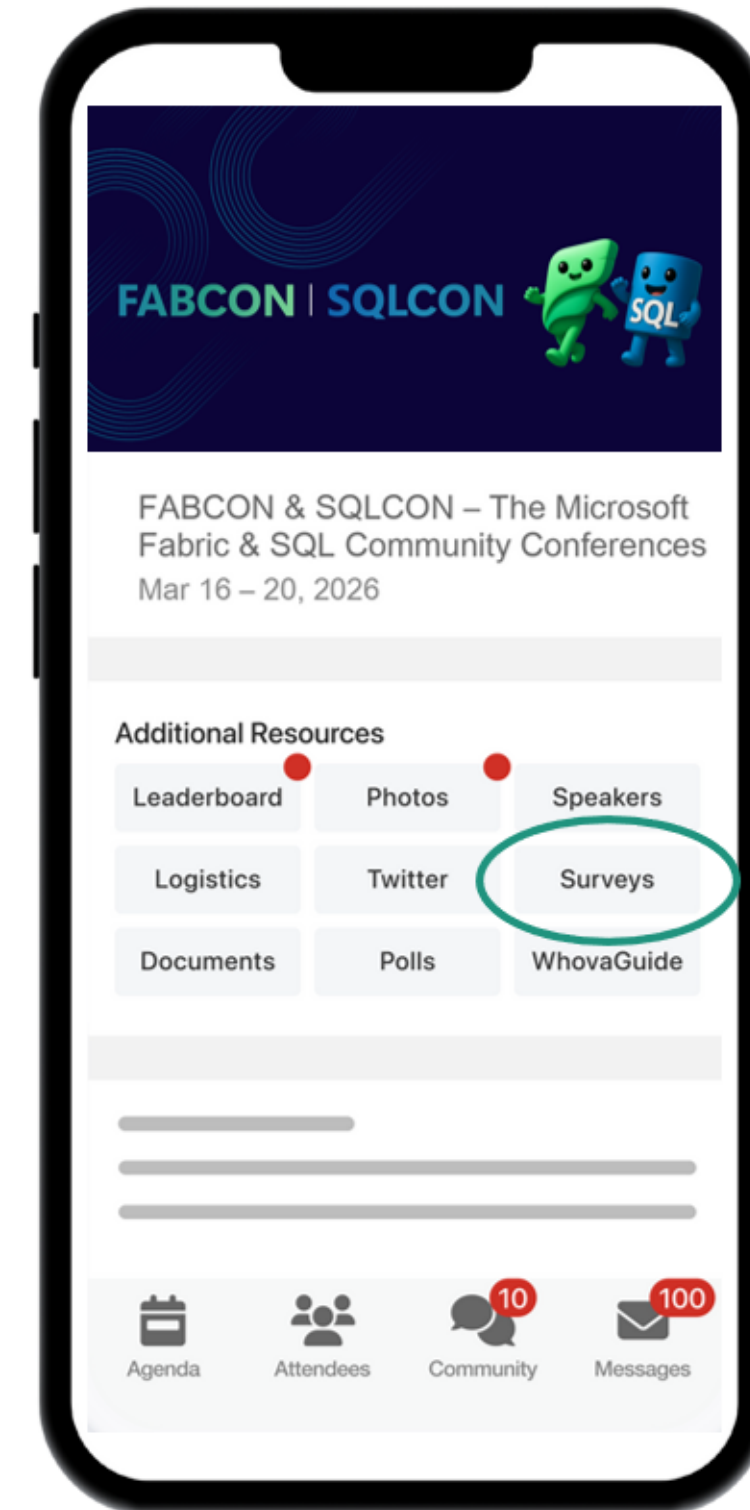 FABCON | SQLCON
SQL
FABCON & SQLCON – The Microsoft
Fabric & SQL Community Conferences
Mar 16 – 20, 2026
Additional Resources
Leaderboard Photos Speakers
Logistics Twitter Surveys
Documents Polls WhovaGuide
10 100
Agenda Attendees Community Messages